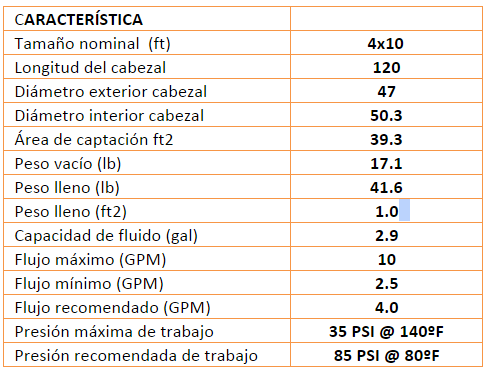 CARACTERÍSTICA
Tamaño nominal (ft) 4x10
Longitud del cabezal 120
Diámetro exterior cabezal 47
Diámetro interior cabezal 50.3
Área de captación ft2 39.3
Peso vacío (lb) 17.1
Peso lleno (lb) 41.6
Peso lleno (ft2) 1.0
Capacidad de fluido (gal) 2.9
Flujo máximo (GPM) 10
Flujo mínimo (GPM) 2.5
Flujo recomendado (GPM) 4.0
Presión máxima de trabajo 35 PSI @ 140ºF
Presión recomendada de trabajo 85 PSI @ 80ºF